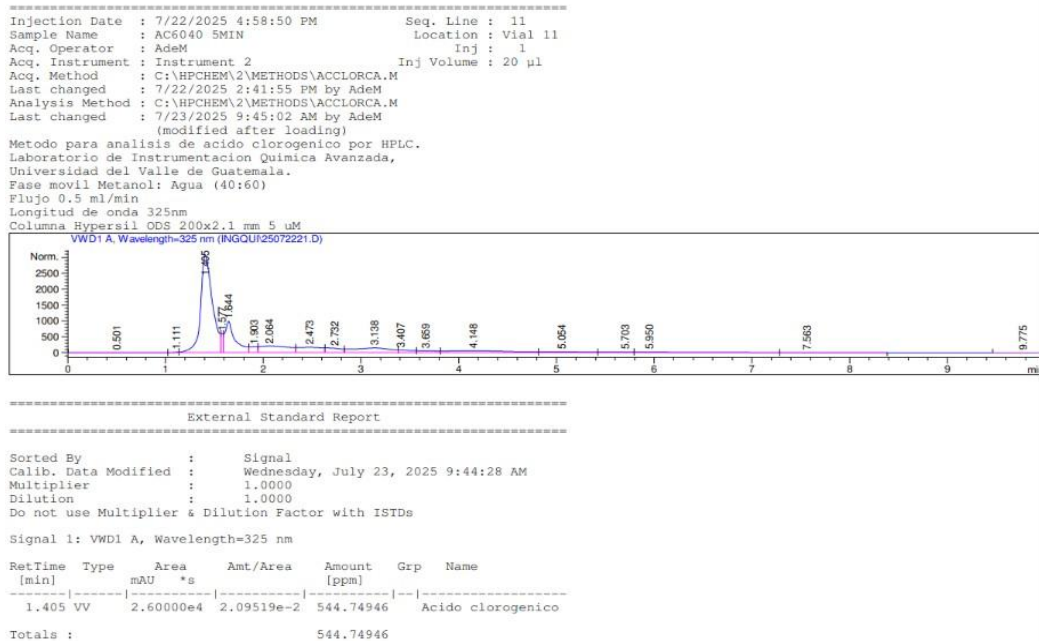 ==================================================================
Injection Date  : 7/22/2025 4:58:50 PM           Seq. Line :  11
Sample Name     : AC6040 5MIN                     Location : Vial 11
Acq. Operator   : AdeM                                 Inj :   1
Acq. Instrument : Instrument 2                  Inj Volume : 20 µl
Acq. Method     : C:\HPCHEM\2\METHODS\ACCLORCA.M
Last changed    : 7/22/2025 2:41:55 PM by AdeM
Analysis Method : C:\HPCHEM\2\METHODS\ACCLORCA.M
Last changed    : 7/23/2025 9:45:02 AM by AdeM
(modified after loading)
Metodo para analisis de acido clorogenico por HPLC.
Laboratorio de Instrumentacion Quimica Avanzada,
Universidad del Valle de Guatemala.
Fase movil Metanol: Agua (40:60)
Flujo 0.5 ml/min
Longitud de onda 325nm
Columna Hypersil ODS 200x2.1 mm 5 uM
VWD1 A, Wavelength=325 nm (INGQUI\25072221.D)
Norm.
2500
2000
1500
1000
500
0
0.501
1.111
1.405
1.577
1.644
1.903
2.064
2.473
2.732
3.138
3.407
3.659
4.148
5.054
5.703
5.950
7.563
9.775
0 1 2 3 4 5 6 7 8 9 mi
==================================================================
External Standard Report
==================================================================
Sorted By             :      Signal
Calib. Data Modified  :      Wednesday, July 23, 2025 9:44:28 AM
Multiplier            :      1.0000
Dilution              :      1.0000
Do not use Multiplier & Dilution Factor with ISTDs
Signal 1: VWD1 A, Wavelength=325 nm
RetTime  Type     Area     Amt/Area    Amount   Grp   Name
[min]           mAU   *s               [ppm]
-------|------|----------|----------|----------|--|------------------
1.405 VV     2.60000e4  2.09519e-2  544.74946     Acido clorogenico
Totals :                             544.74946